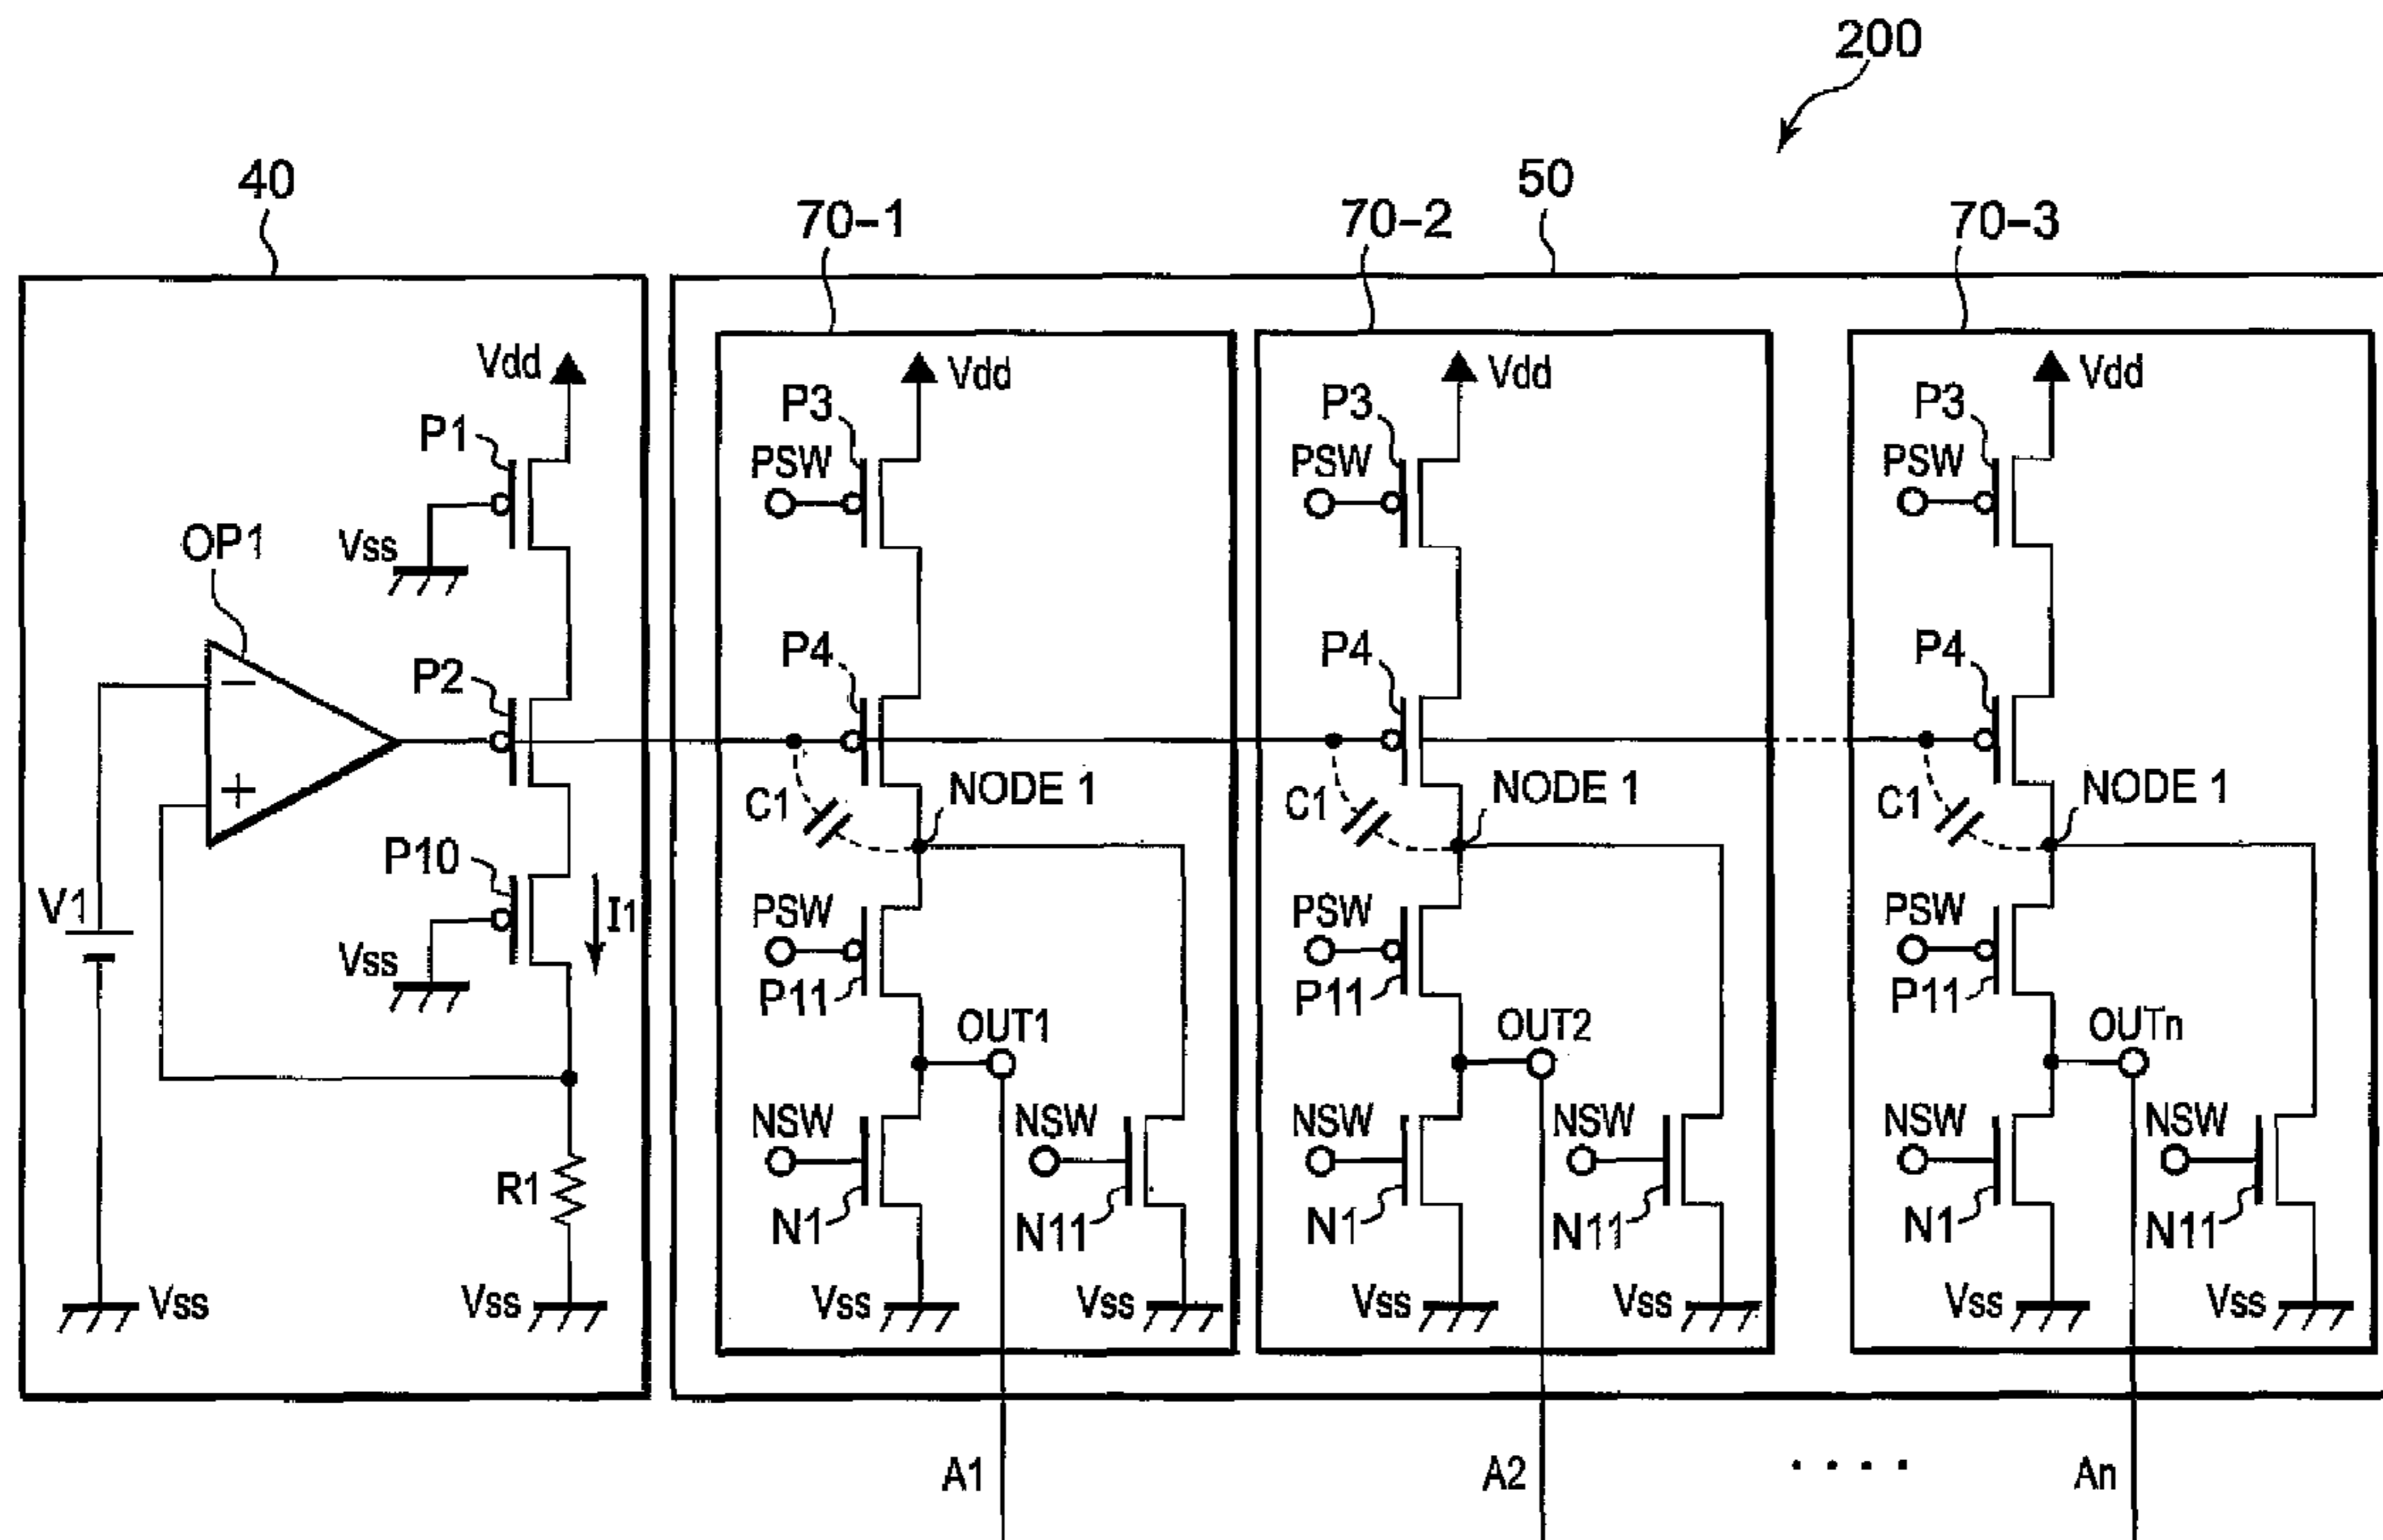 200
40
70-1
70-2
50
70-3
Vdd
P1
Vss
OP1
P2
P10
V1
Vss
I1
R1
Vss
Vss
Vdd
P3
PSW
P4
C1
NODE 1
PSW
P11
OUT1
NSW
N1
NSW
N11
Vss
Vss
Vdd
P3
PSW
P4
C1
NODE 1
PSW
P11
OUT2
NSW
N1
NSW
N11
Vss
Vss
Vdd
P3
PSW
P4
C1
NODE 1
PSW
P11
OUTn
NSW
N1
NSW
N11
Vss
Vss
A1
A2
· · · ·
An